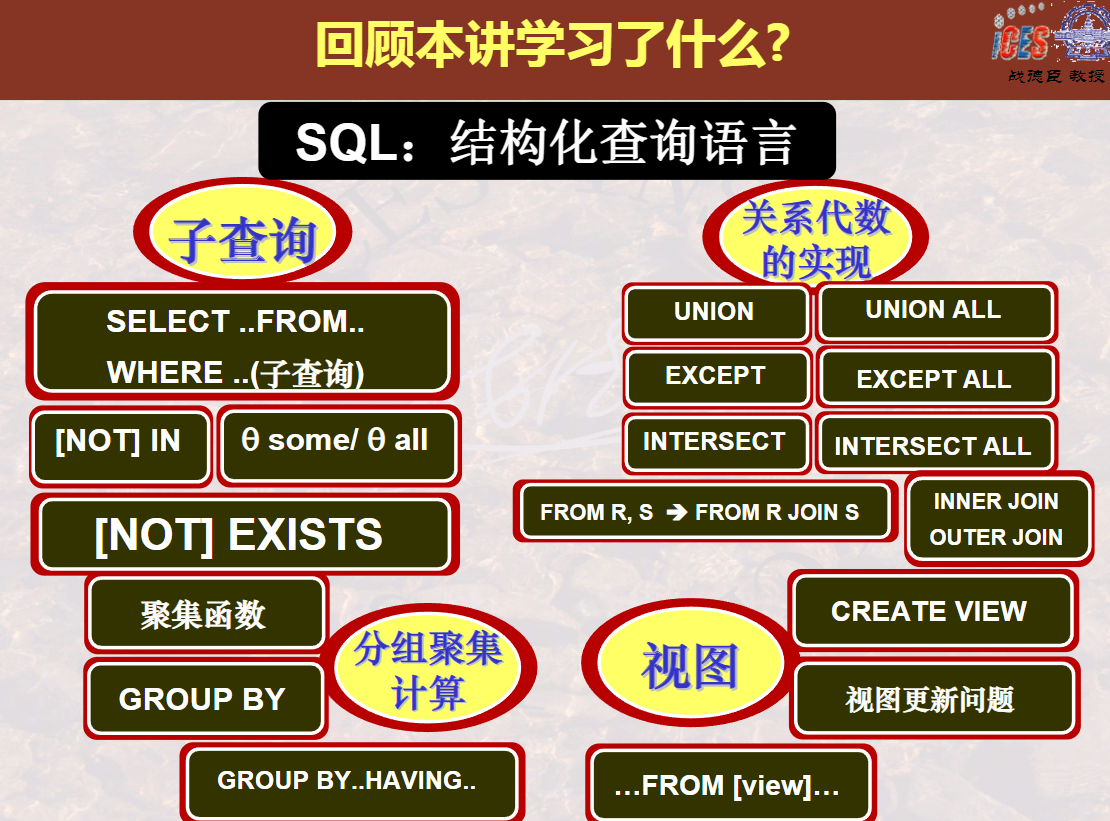 回顾本讲学习了什么?
iCES
战德臣 教授
SQL：结构化查询语言
子查询
SELECT ..FROM..
WHERE ..(子查询)
[NOT] IN
θ some/ θ all
[NOT] EXISTS
关系代数
的实现
UNION
UNION ALL
EXCEPT
EXCEPT ALL
INTERSECT
INTERSECT ALL
FROM R, S ➔ FROM R JOIN S
INNER JOIN
OUTER JOIN
聚集函数
GROUP BY
分组聚集
计算
GROUP BY..HAVING..
视图
CREATE VIEW
视图更新问题
…FROM [view]…